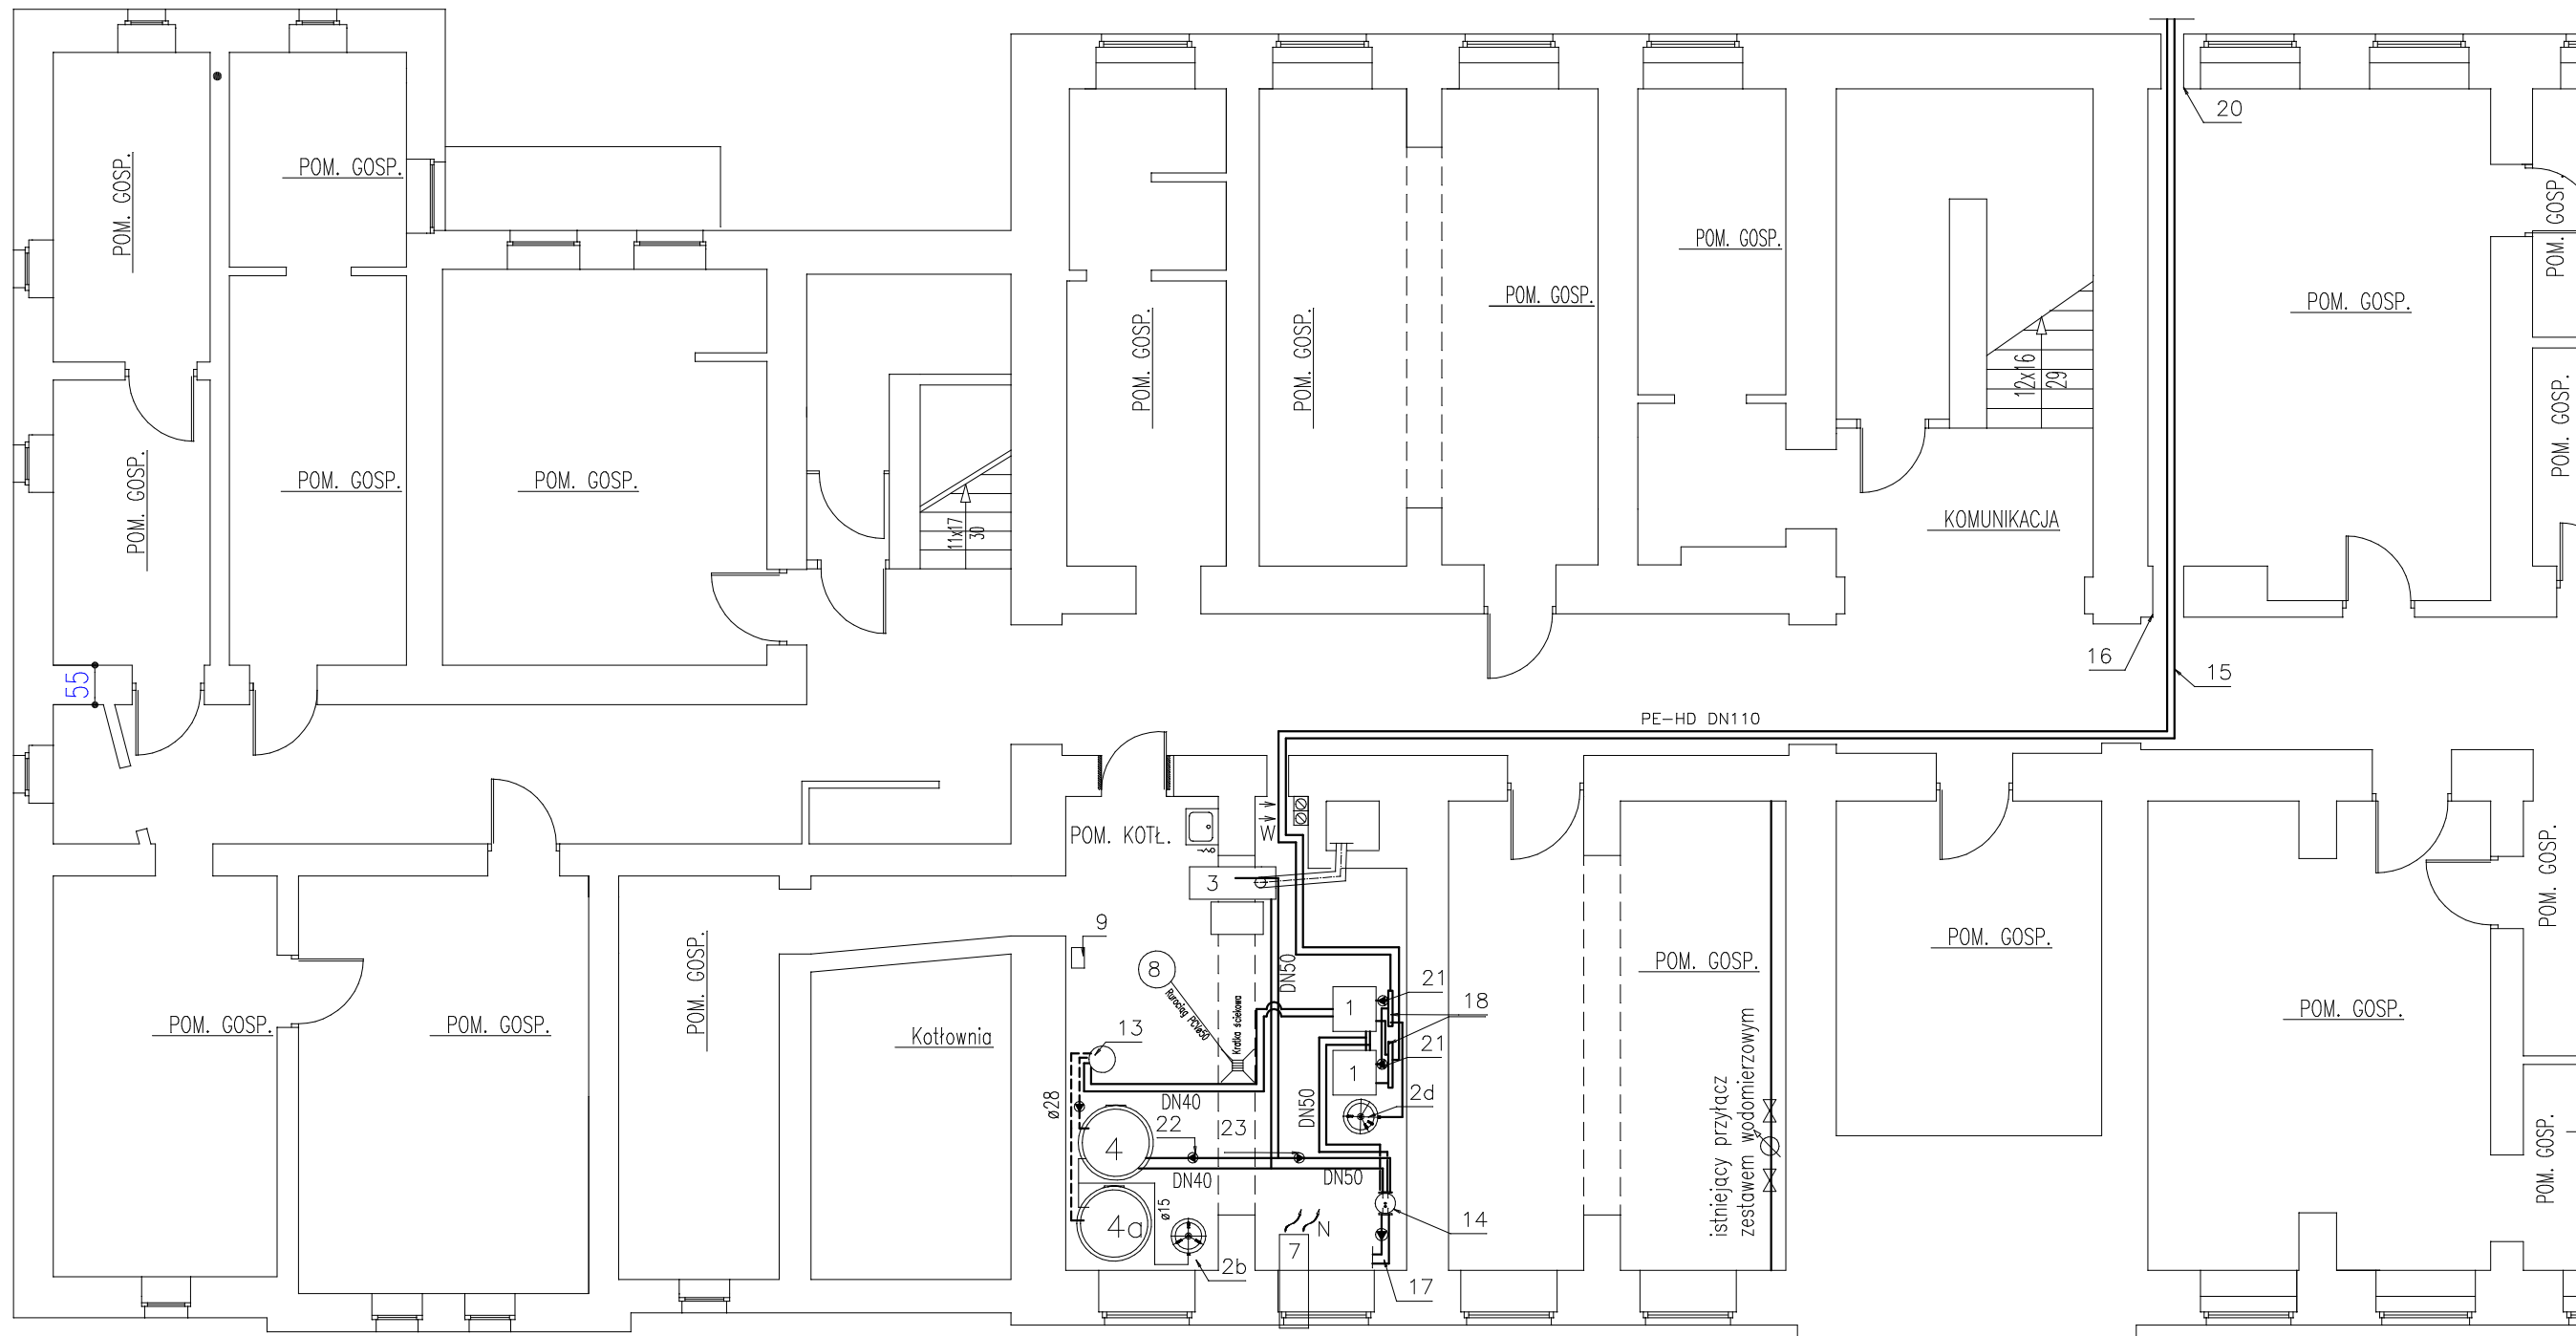 POM. GOSP.
POM. GOSP.
POM. GOSP.
POM. GOSP.
POM. GOSP.
55
11x17
30
POM. GOSP.
POM. GOSP.
POM. GOSP.
POM. GOSP.
12x16
29
KOMUNIKACJA
20
POM. GOSP.
POM. GOSP.
POM. GOSP.
16
15
PE-HD DN110
POM. GOSP.
POM. GOSP.
POM. GOSP.
Kotłownia
POM. KOTŁ.
W
3
9
8
Rurociąg PCVø50
Kratka ściekowa
DN50
13
ø28
DN40
1
1
21
18
21
2d
DN50
22
23
4
DN40
DN50
4a
ø15
2b
N
7
14
17
POM. GOSP.
istniejący przyłącz
zestawem wodomierzowym
POM. GOSP.
POM. GOSP.
POM. GOSP.
POM. GOSP.